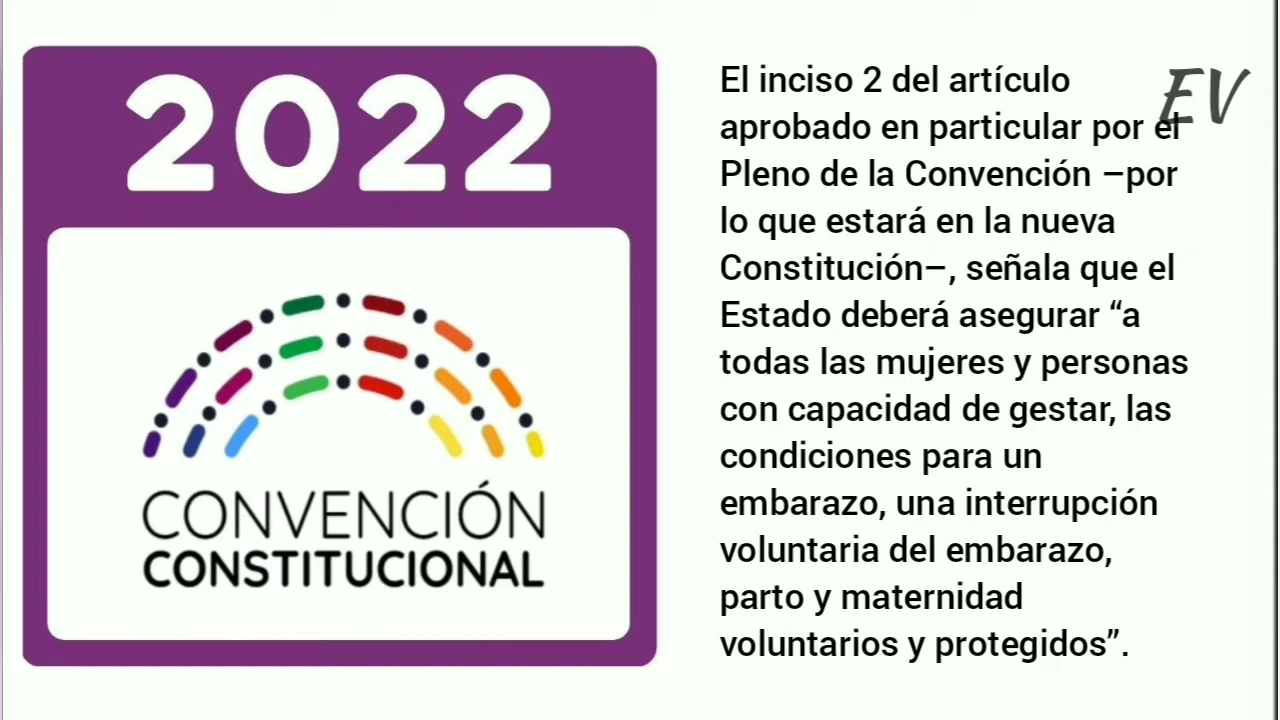 2022
CONVENCIÓN
CONSTITUCIONAL
EV
El inciso 2 del artículo
aprobado en particular por el
Pleno de la Convención –por
lo que estará en la nueva
Constitución–, señala que el
Estado deberá asegurar “a
todas las mujeres y personas
con capacidad de gestar, las
condiciones para un
embarazo, una interrupción
voluntaria del embarazo,
parto y maternidad
voluntarios y protegidos”.